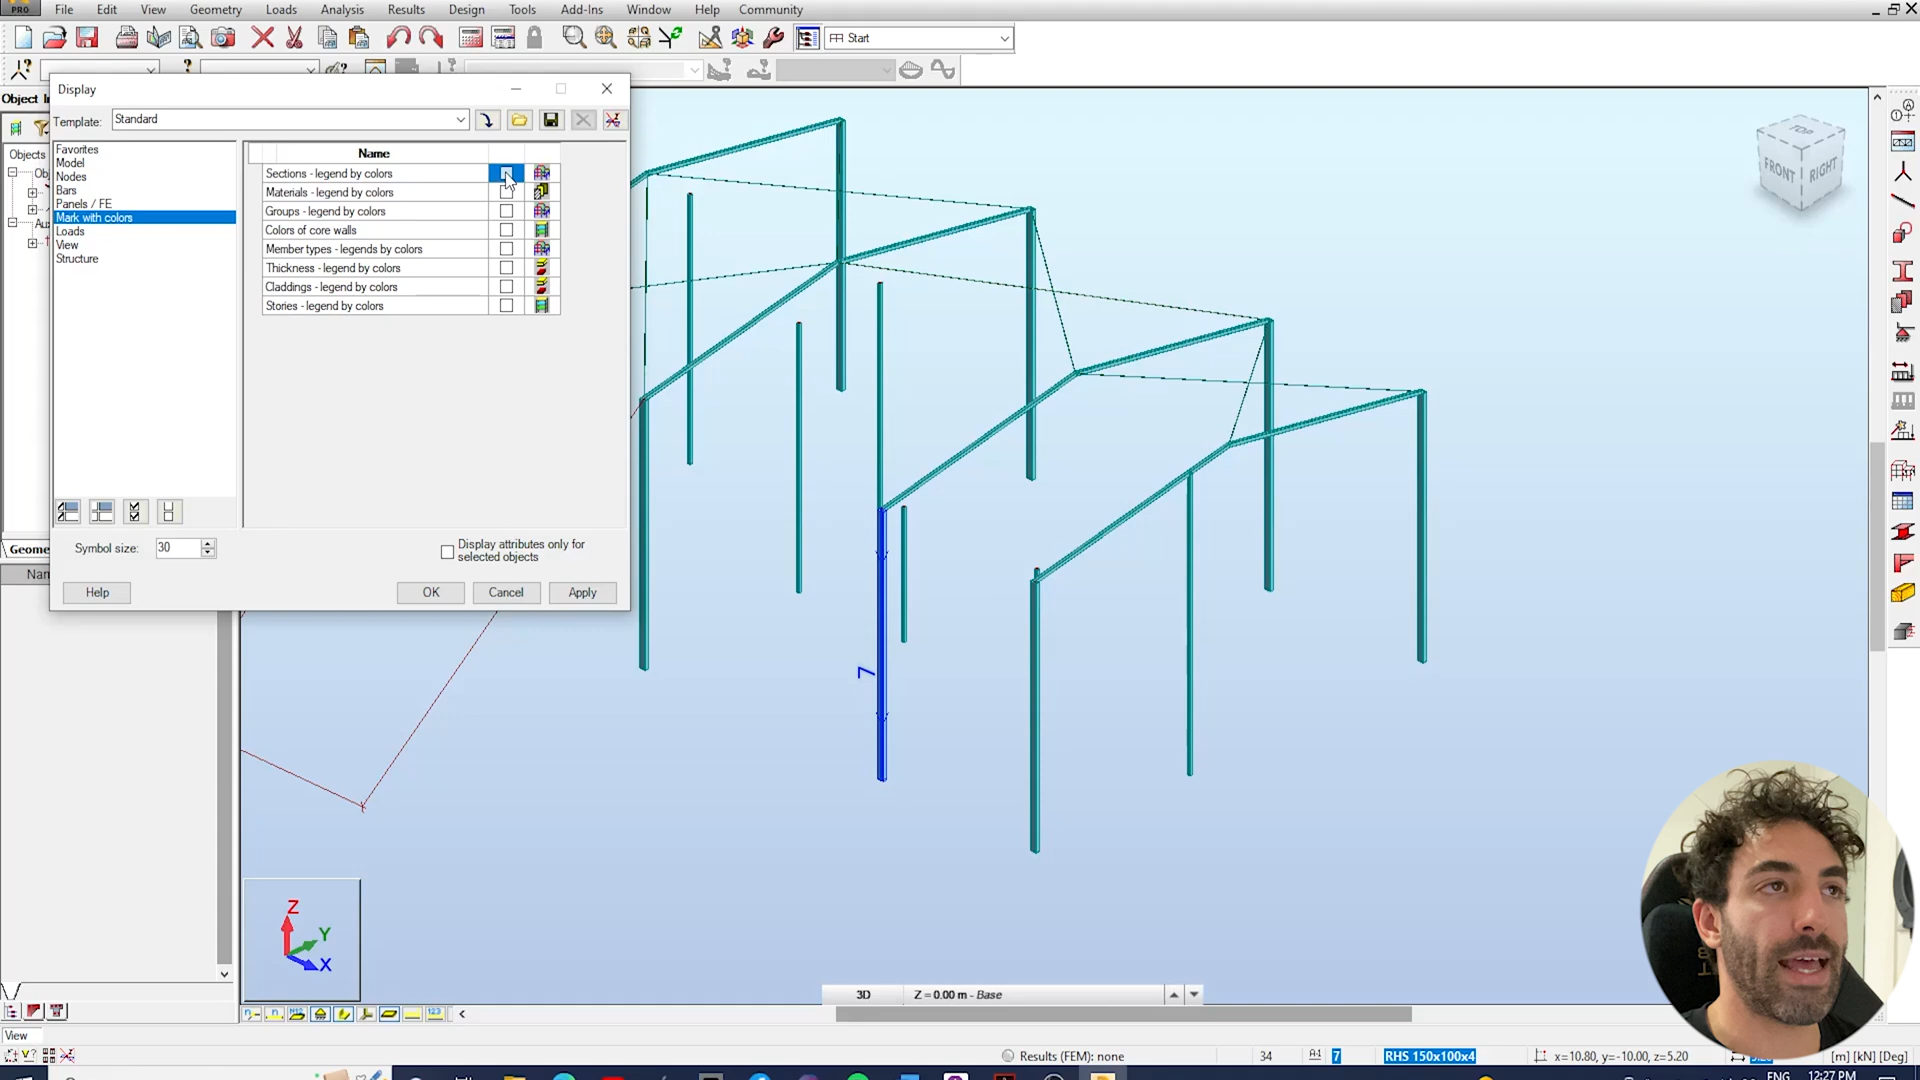 PRO File Edit View Geometry Loads Analysis Results Design Tools Add-Ins Window Help Community
Start
Object In
Display
Template: Standard
Objects
Favorites
Model
Nodes
Bars
Panels / FE
Mark with colors
Loads
View
Structure
Name
Sections - legend by colors
Materials - legend by colors
Groups - legend by colors
Colors of core walls
Member types - legends by colors
Thickness - legend by colors
Claddings - legend by colors
Stories - legend by colors
Symbol size: 30
Display attributes only for
selected objects
Help OK Cancel Apply
Geome
Nam
TOP
FRONT RIGHT
7
Z
Y
X
3D Z = 0.00 m - Base
View
Results (FEM): none 34 7 RHS 150x100x4 x=10.80, y=-10.00, z=5.20 [m] [kN] [Deg]
ENG 12:27 PM